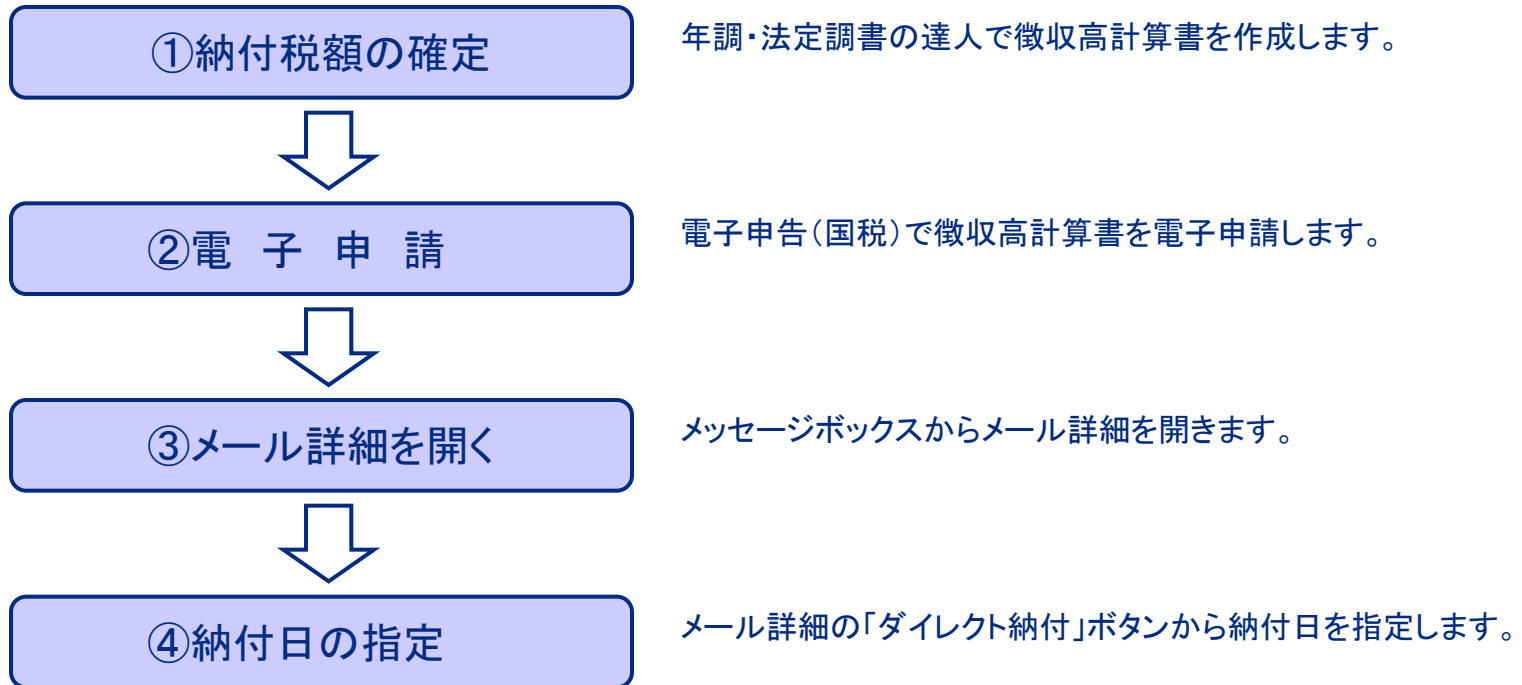 ①納付税額の確定
年調・法定調書の達人で徴収高計算書を作成します。
②電　子　申　請
電子申告(国税)で徴収高計算書を電子申請します。
③メール詳細を開く
メッセージボックスからメール詳細を開きます。
④納付日の指定
メール詳細の「ダイレクト納付」ボタンから納付日を指定します。